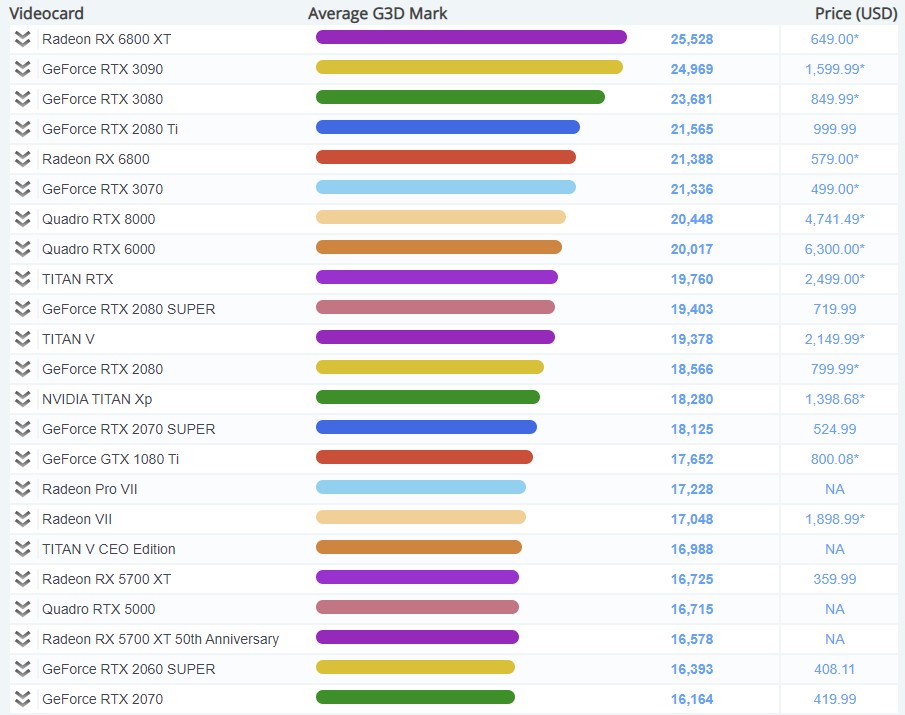 Videocard Average G3D Mark Price (USD)
Radeon RX 6800 XT 25,528 649.00*
GeForce RTX 3090 24,969 1,599.99*
GeForce RTX 3080 23,681 849.99*
GeForce RTX 2080 Ti 21,565 999.99
Radeon RX 6800 21,388 579.00*
GeForce RTX 3070 21,336 499.00*
Quadro RTX 8000 20,448 4,741.49*
Quadro RTX 6000 20,017 6,300.00*
TITAN RTX 19,760 2,499.00*
GeForce RTX 2080 SUPER 19,403 719.99
TITAN V 19,378 2,149.99*
GeForce RTX 2080 18,566 799.99*
NVIDIA TITAN Xp 18,280 1,398.68*
GeForce RTX 2070 SUPER 18,125 524.99
GeForce GTX 1080 Ti 17,652 800.08*
Radeon Pro VII 17,228 NA
Radeon VII 17,048 1,898.99*
TITAN V CEO Edition 16,988 NA
Radeon RX 5700 XT 16,725 359.99
Quadro RTX 5000 16,715 NA
Radeon RX 5700 XT 50th Anniversary 16,578 NA
GeForce RTX 2060 SUPER 16,393 408.11
GeForce RTX 2070 16,164 419.99